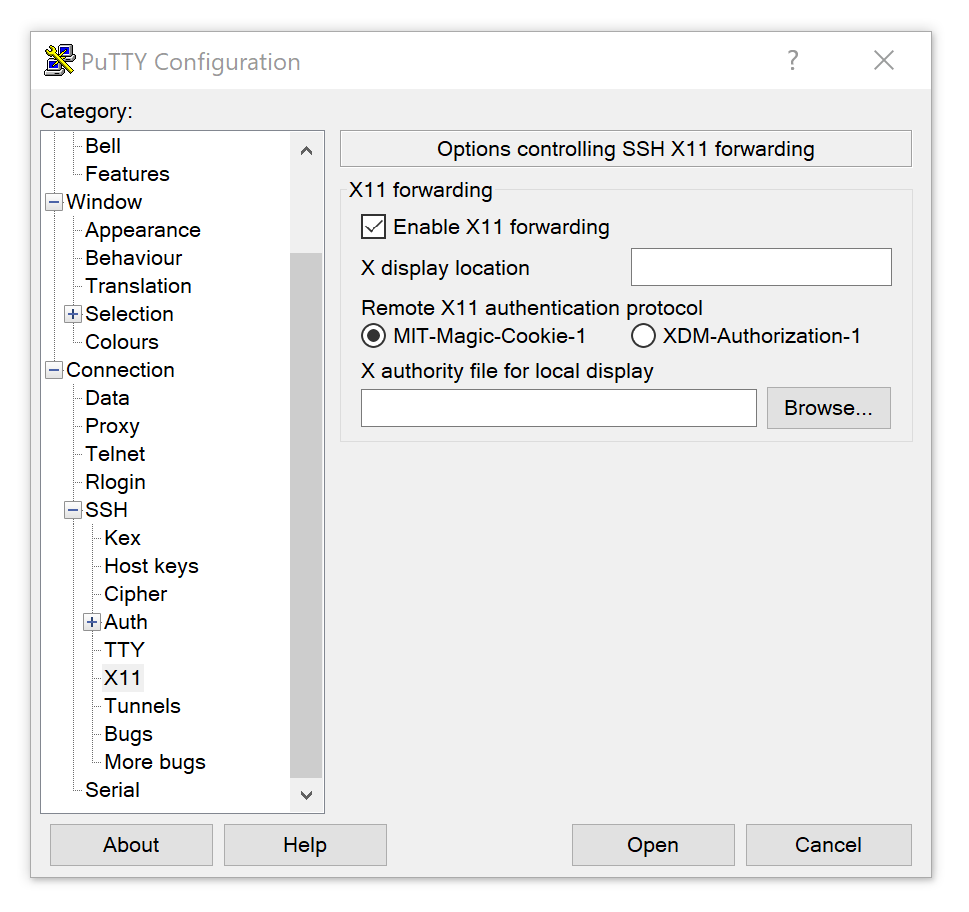 PuTTY Configuration
?
Category:
Bell
Features
Window
Appearance
Behaviour
Translation
Selection
Colours
Connection
Data
Proxy
Telnet
Rlogin
SSH
Kex
Host keys
Cipher
Auth
TTY
X11
Tunnels
Bugs
More bugs
Serial
Options controlling SSH X11 forwarding
X11 forwarding
Enable X11 forwarding
X display location
Remote X11 authentication protocol
MIT-Magic-Cookie-1 XDM-Authorization-1
X authority file for local display
Browse...
About Help Open Cancel